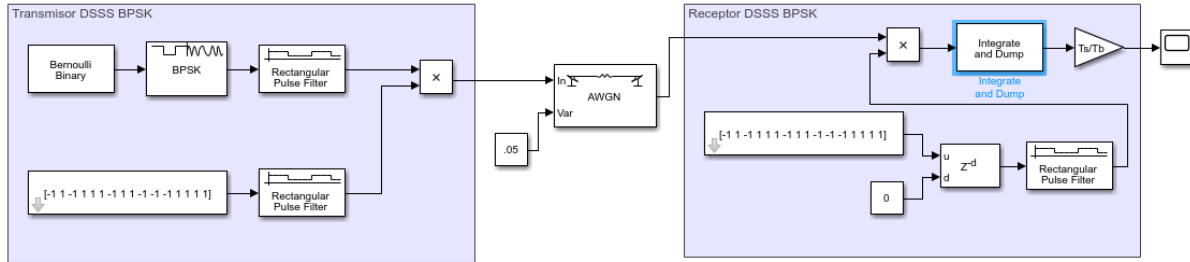 Transmisor DSSS BPSK
Bernoulli
Binary
BPSK
Rectangular
Pulse Filter
×
[-1 1 -1 1 1 1 -1 1 1 -1 -1 -1 1 1 1 1 1]
Rectangular
Pulse Filter
In
AWGN
Var
.05
Receptor DSSS BPSK
×
Integrate
and Dump
Integrate
and Dump
Ts/Tb
[-1 1 -1 1 1 1 -1 1 1 -1 -1 -1 1 1 1 1 1]
u
d
Z-d
0
Rectangular
Pulse Filter